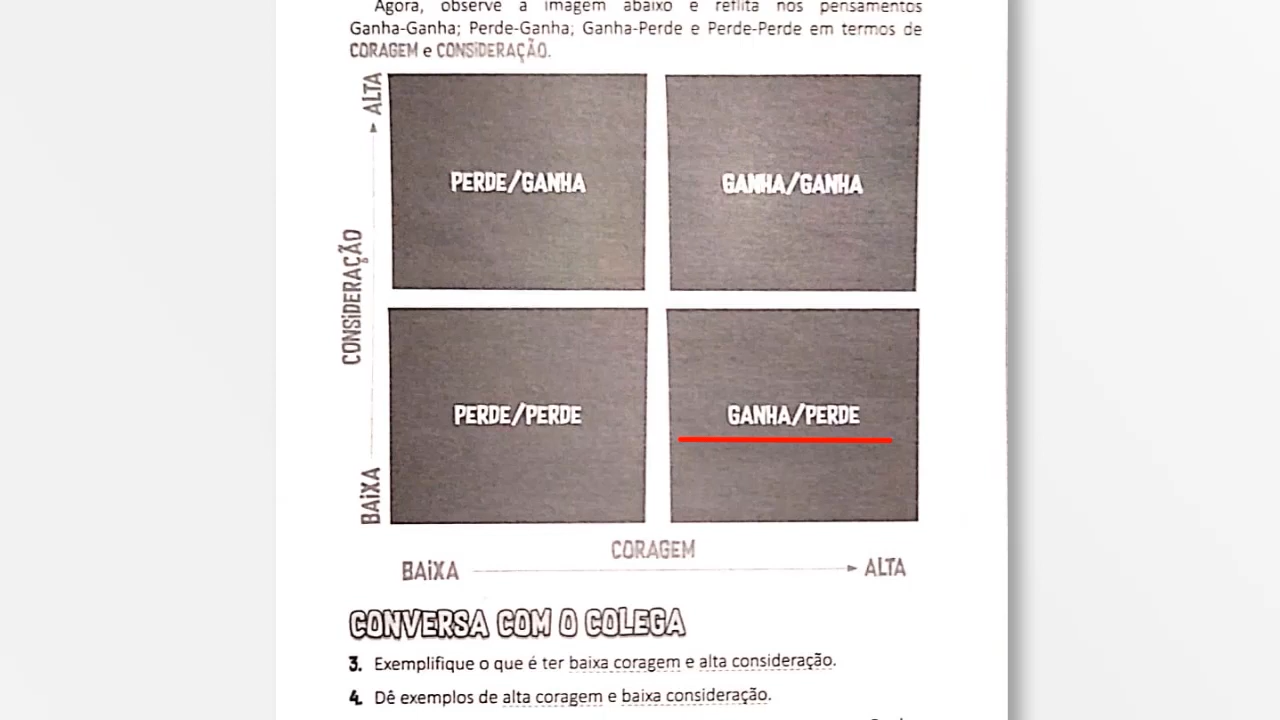 Agora, observe a imagem abaixo e reflita nos pensamentos
Ganha-Ganha; Perde-Ganha; Ganha-Perde e Perde-Perde em termos de
CORAGEM e CONSiDERAÇÃO.
ALTA
PERDE/GANHA
GANHA/GANHA
CONSiDERAÇÃO
PERDE/PERDE
GANHA/PERDE
BAiXA
CORAGEM
BAiXA
ALTA
CONVERSA COM O COLEGA
3. Exemplifique o que é ter baixa coragem e alta consideração.
4. Dê exemplos de alta coragem e baixa consideração.